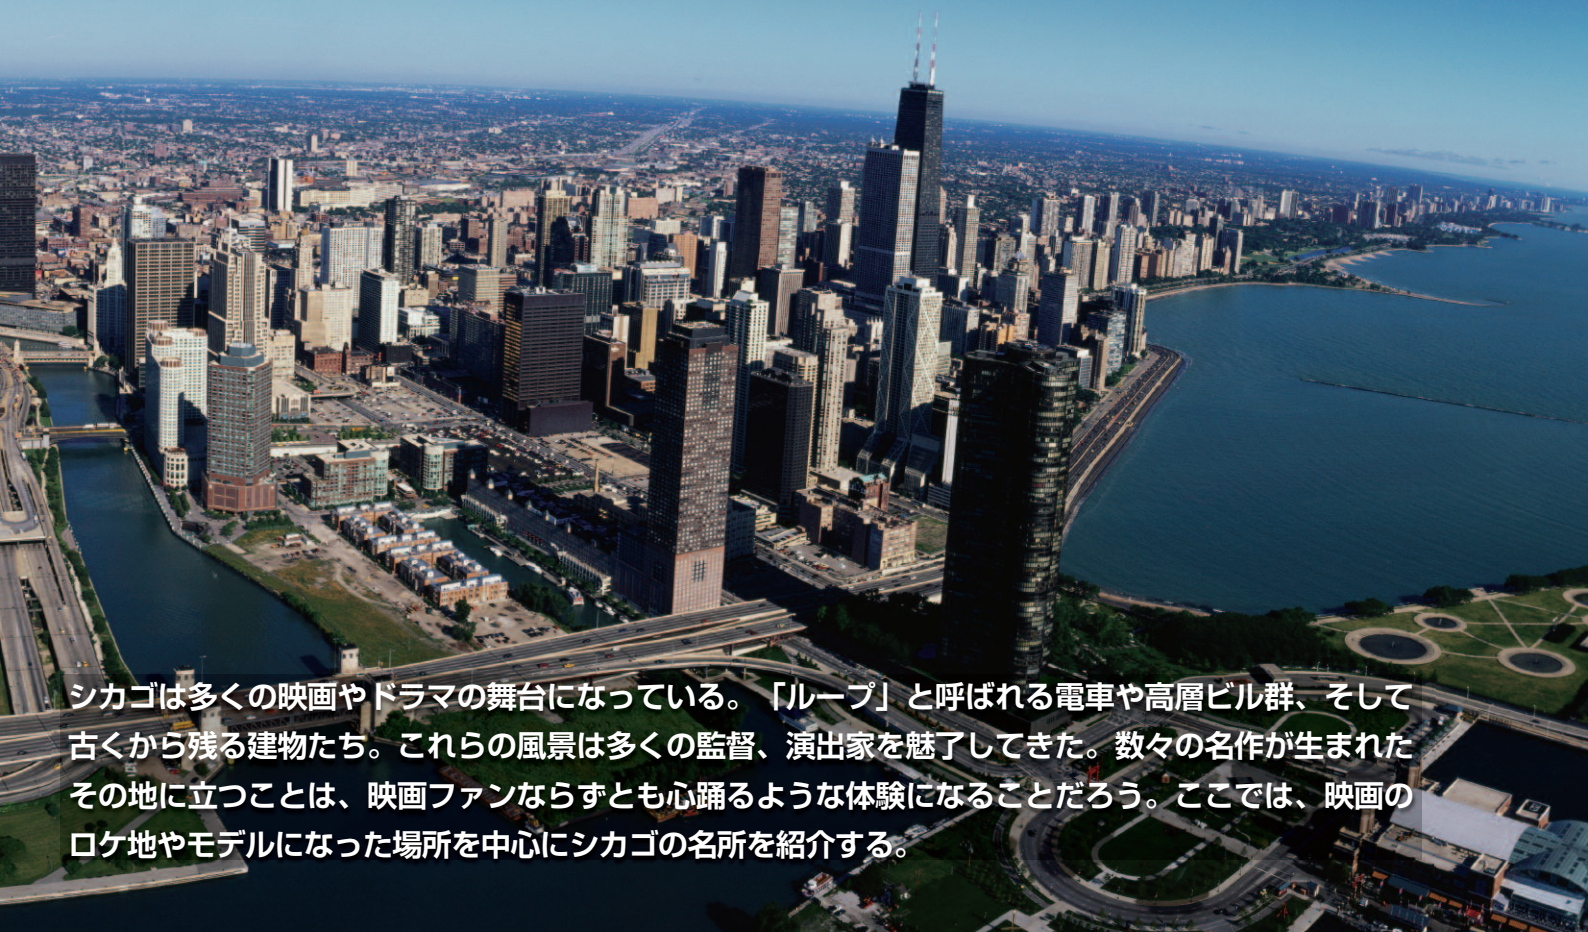 シカゴは多くの映画やドラマの舞台になっている。「ループ」と呼ばれる電車や高層ビル群、そして
古くから残る建物たち。これらの風景は多くの監督、演出家を魅了してきた。数々の名作が生まれた
その地に立つことは、映画ファンならずとも心踊るような体験になることだろう。ここでは、映画の
ロケ地やモデルになった場所を中心にシカゴの名所を紹介する。